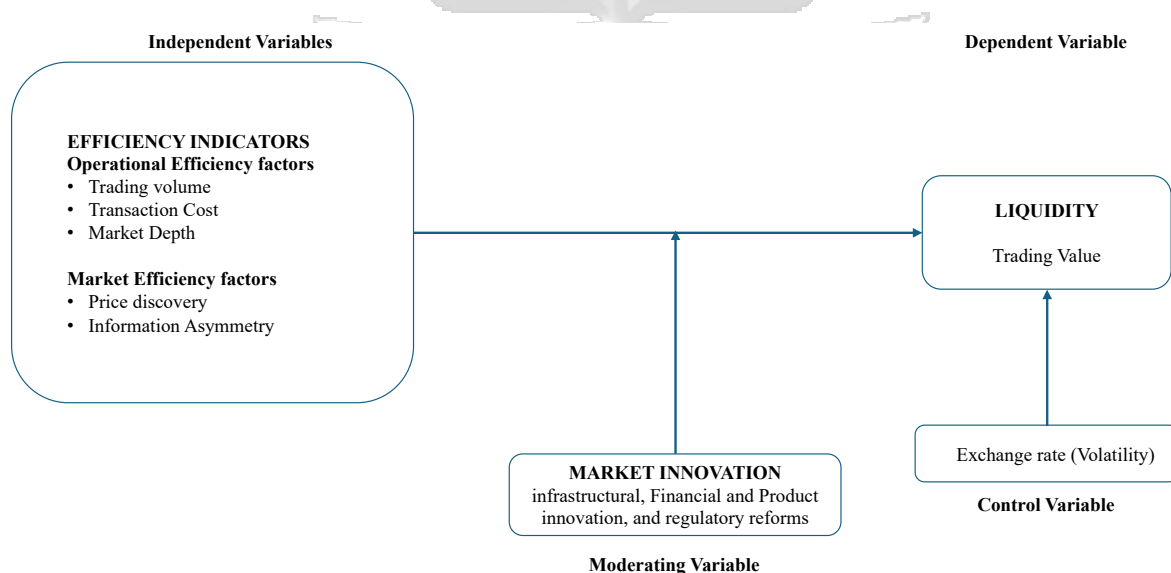 Independent Variables
Dependent Variable
EFFICIENCY INDICATORS
Operational Efficiency factors
• Trading volume
• Transaction Cost
• Market Depth
Market Efficiency factors
• Price discovery
• Information Asymmetry
LIQUIDITY
Trading Value
Exchange rate (Volatility)
Control Variable
MARKET INNOVATION
infrastructural, Financial and Product
innovation, and regulatory reforms
Moderating Variable